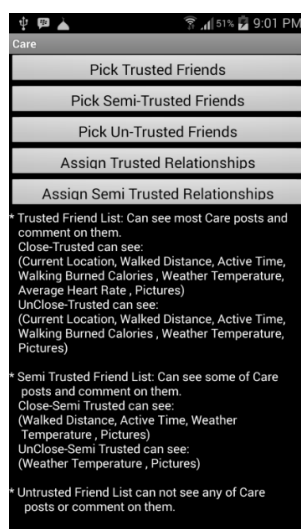 51% 9:01 PM
Care
Pick Trusted Friends
Pick Semi-Trusted Friends
Pick Un-Trusted Friends
Assign Trusted Relationships
Assign Semi Trusted Relationships
* Trusted Friend List: Can see most Care posts and
comment on them.
Close-Trusted can see:
(Current Location, Walked Distance, Active Time,
Walking Burned Calories , Weather Temperature,
Average Heart Rate , Pictures)
UnClose-Trusted can see:
(Current Location, Walked Distance, Active Time,
Walking Burned Calories , Weather Temperature,
Pictures)
* Semi Trusted Friend List: Can see some of Care
posts and comment on them.
Close-Semi Trusted can see:
(Walked Distance, Active Time, Weather
Temperature , Pictures)
UnClose-Semi Trusted can see:
(Weather Temperature , Pictures)
* Untrusted Friend List can not see any of Care
posts or comment on them.